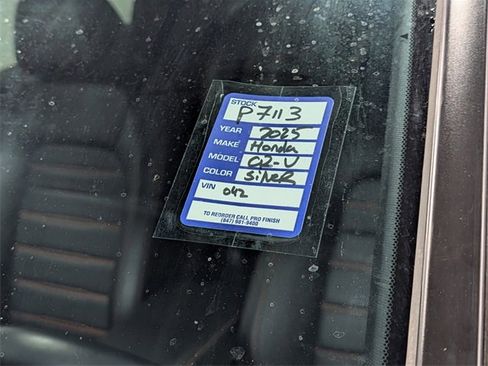 STOCK P7113
YEAR 2025
MAKE Honda
MODEL CR-V
COLOR SilveR
VIN 042
TO REORDER CALL PRO FINISH
(847) 981-9400